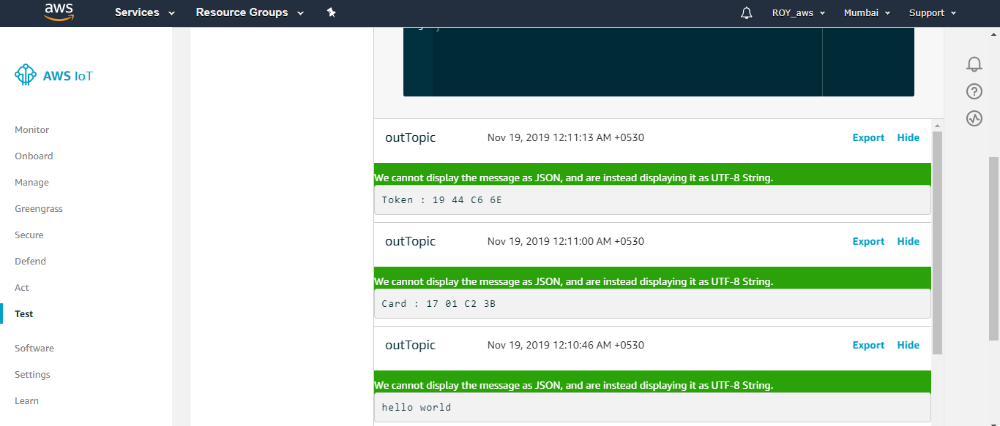 aws Services Resource Groups ROY_aws Mumbai Support
AWS IoT
Monitor
Onboard
Manage
Greengrass
Secure
Defend
Act
Test
Software
Settings
Learn
outTopic Nov 19, 2019 12:11:13 AM +0530 Export Hide
We cannot display the message as JSON, and are instead displaying it as UTF-8 String.
Token : 19 44 C6 6E
outTopic Nov 19, 2019 12:11:00 AM +0530 Export Hide
We cannot display the message as JSON, and are instead displaying it as UTF-8 String.
Card : 17 01 C2 3B
outTopic Nov 19, 2019 12:10:46 AM +0530 Export Hide
We cannot display the message as JSON, and are instead displaying it as UTF-8 String.
hello world